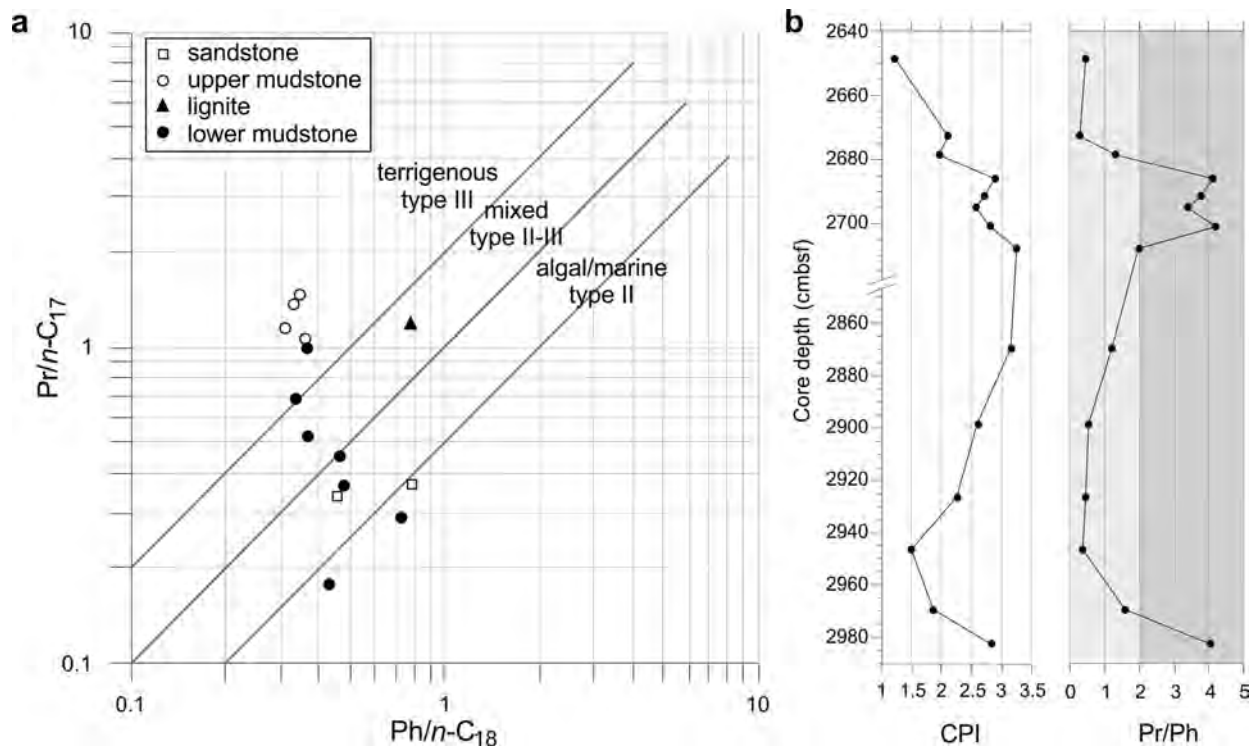 a
10
sandstone
upper mudstone
lignite
lower mudstone
terrigenous
type III
mixed
type II-III
algal/marine
type II
Pr/n-C17
1
0.1
0.1
1
10
Ph/n-C18
b
2640
2660
2680
2700
2860
2880
2900
2920
2940
2960
2980
Core depth (cmbsf)
1 1.5 2 2.5 3 3.5
CPI
0 1 2 3 4 5
Pr/Ph